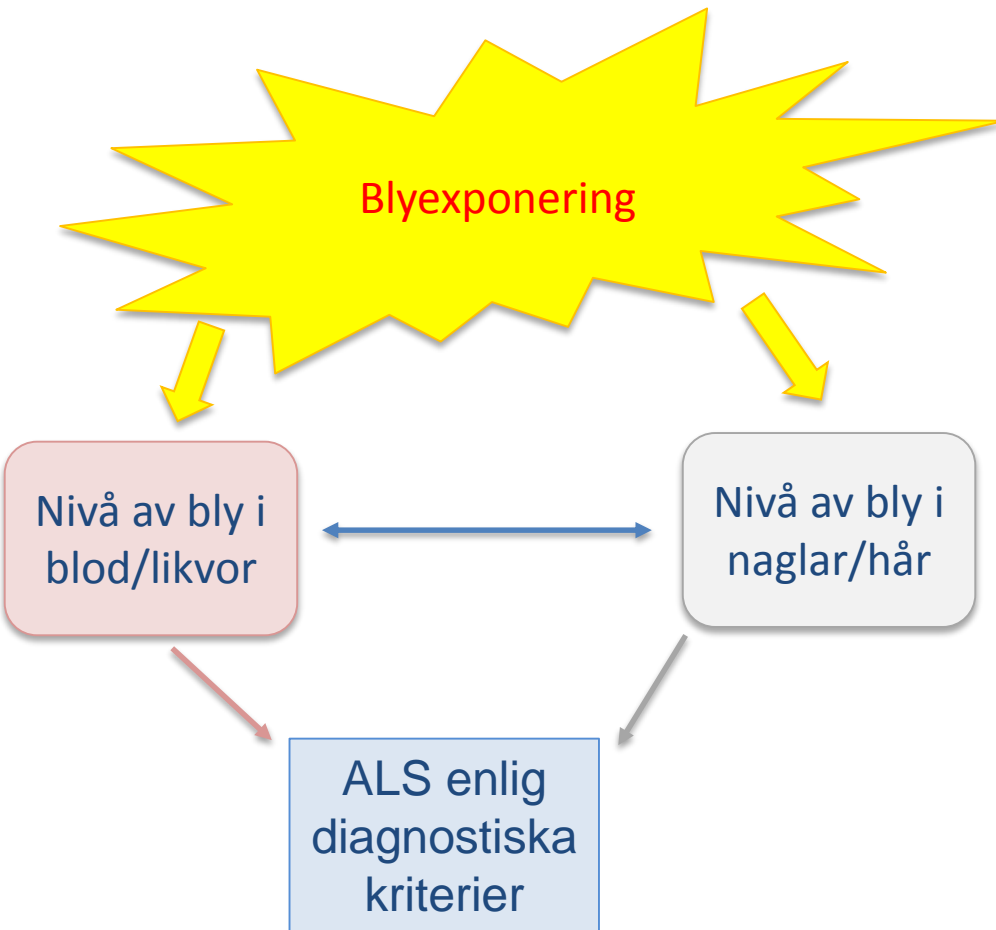 Blyexponering
Nivå av bly i
blod/likvor
Nivå av bly i
naglar/hår
ALS enlig
diagnostiska
kriterier